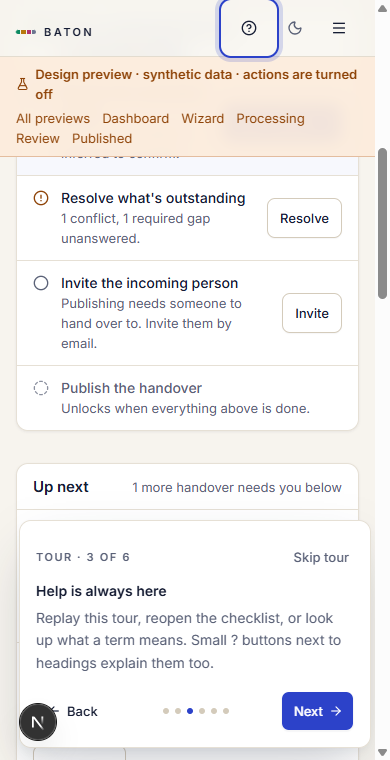 BATON
Design preview · synthetic data · actions are turned
off
All previews Dashboard Wizard Processing
Review Published
inferred to confirm.
Resolve what's outstanding
1 conflict, 1 required gap
unanswered.
Resolve
Invite the incoming person
Publishing needs someone to
hand over to. Invite them by
email.
Invite
Publish the handover
Unlocks when everything above is done.
Up next
1 more handover needs you below
TOUR · 3 OF 6
Skip tour
Help is always here
Replay this tour, reopen the checklist, or look
up what a term means. Small ? buttons next to
headings explain them too.
N
Back
Next